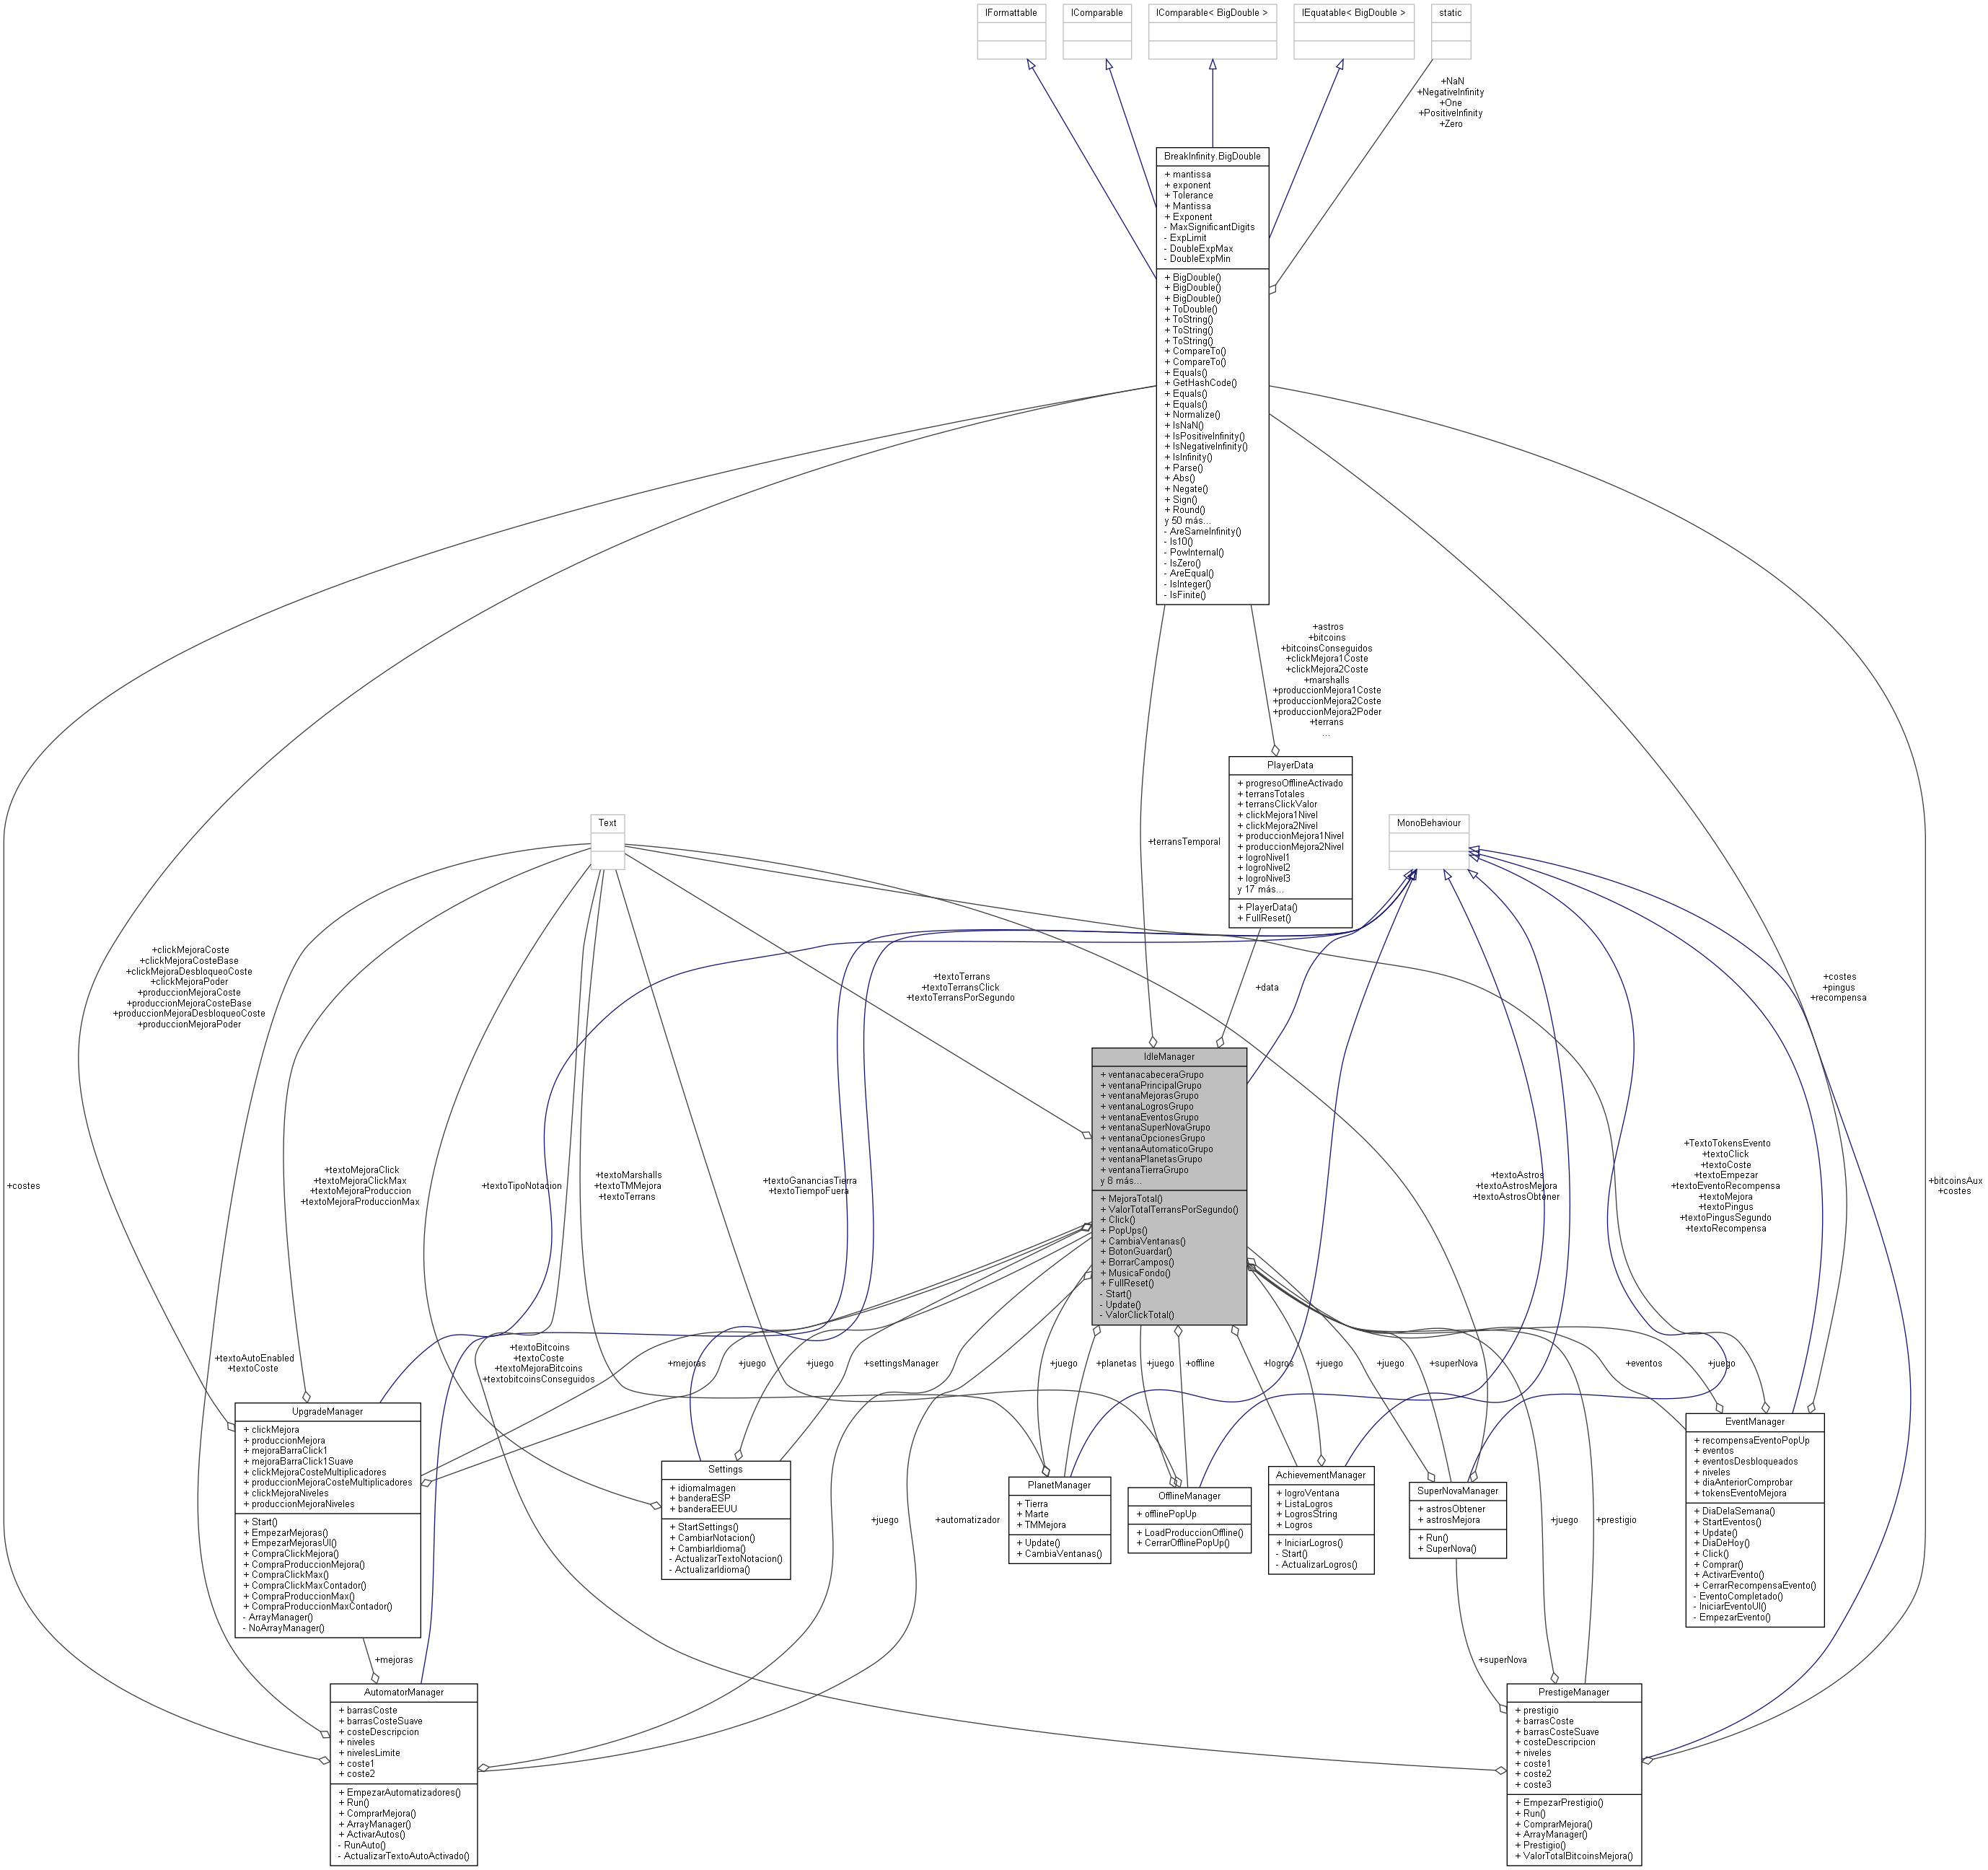 IFormattable
IComparable
IComparable< BigDouble >
IEquatable< BigDouble >
static
+NaN
+NegativeInfinity
+One
+PositiveInfinity
+Zero
BreakInfinity.BigDouble
+ mantissa
+ exponent
+ Tolerance
+ Mantissa
+ Exponent
- MaxSignificantDigits
- ExpLimit
- DoubleExpMax
- DoubleExpMin
+ BigDouble()
+ BigDouble()
+ BigDouble()
+ ToDouble()
+ ToString()
+ ToString()
+ ToString()
+ CompareTo()
+ CompareTo()
+ Equals()
+ GetHashCode()
+ Equals()
+ Equals()
+ Normalize()
+ IsNaN()
+ IsPositiveInfinity()
+ IsNegativeInfinity()
+ IsInfinity()
+ Parse()
+ Abs()
+ Negate()
+ Sign()
+ Round()
y 50 más...
- AreSameInfinity()
- Is10()
- PowInternal()
- IsZero()
- AreEqual()
- IsInteger()
- IsFinite()
+astros
+bitcoins
+bitcoinsConseguidos
+clickMejora1Coste
+clickMejora2Coste
+marshalls
+produccionMejora1Coste
+produccionMejora2Coste
+produccionMejora2Poder
+terrans
...
PlayerData
+ progresoOfflineActivado
+ terransTotales
+ terransClickValor
+ clickMejora1Nivel
+ clickMejora2Nivel
+ produccionMejora1Nivel
+ produccionMejora2Nivel
+ logroNivel1
+ logroNivel2
+ logroNivel3
y 17 más...
+ PlayerData()
+ FullReset()
Text
MonoBehaviour
+terransTemporal
+clickMejoraCoste
+clickMejoraCosteBase
+clickMejoraDesbloqueoCoste
+clickMejoraPoder
+produccionMejoraCoste
+produccionMejoraCosteBase
+produccionMejoraDesbloqueoCoste
+produccionMejoraPoder
+textoTerrans
+textoTerransClick
+textoTerransPorSegundo
+data
+costes
+pingus
+recompensa
IdleManager
+ ventanacabeceraGrupo
+ ventanaPrincipalGrupo
+ ventanaMejorasGrupo
+ ventanaLogrosGrupo
+ ventanaEventosGrupo
+ ventanaSuperNovaGrupo
+ ventanaOpcionesGrupo
+ ventanaAutomaticoGrupo
+ ventanaPlanetasGrupo
+ ventanaTierraGrupo
y 8 más...
+ MejoraTotal()
+ ValorTotalTerransPorSegundo()
+ Click()
+ PopUps()
+ CambiaVentanas()
+ BotonGuardar()
+ BorrarCampos()
+ MusicaFondo()
+ FullReset()
- Start()
- Update()
- ValorClickTotal()
+costes
+textoMejoraClick
+textoMejoraClickMax
+textoMejoraProduccion
+textoMejoraProduccionMax
+textoTipoNotacion
+textoMarshalls
+textoTMMejora
+textoTerrans
+textoGananciasTierra
+textoTiempoFuera
+textoAstros
+textoAstrosMejora
+textoAstrosObtener
+TextoTokensEvento
+textoClick
+textoCoste
+textoEmpezar
+textoEventoRecompensa
+textoMejora
+textoPingus
+textoPingusSegundo
+textoRecompensa
+bitcoinsAux
+costes
+textoAutoEnabled
+textoCoste
+textoBitcoins
+textoCoste
+textoMejoraBitcoins
+textobitcoinsConseguidos
+mejoras
+juego
+juego
+settingsManager
+juego
+planetas
+juego
+offline
+logros
+juego
+juego
+superNova
+eventos
+juego
UpgradeManager
+ clickMejora
+ produccionMejora
+ mejoraBarraClick1
+ mejoraBarraClick1Suave
+ clickMejoraCosteMultiplicadores
+ produccionMejoraCosteMultiplicadores
+ clickMejoraNiveles
+ produccionMejoraNiveles
+ Start()
+ EmpezarMejoras()
+ EmpezarMejorasUI()
+ CompraClickMejora()
+ CompraProduccionMejora()
+ CompraClickMax()
+ CompraClickMaxContador()
+ CompraProduccionMax()
+ CompraProduccionMaxContador()
- ArrayManager()
- NoArrayManager()
Settings
+ idiomaImagen
+ banderaESP
+ banderaEEUU
+ StartSettings()
+ CambiarNotacion()
+ CambiarIdioma()
- ActualizarTextoNotacion()
- ActualizarIdioma()
PlanetManager
+ Tierra
+ Marte
+ TMMejora
+ Update()
+ CambiaVentanas()
OfflineManager
+ offlinePopUp
+ LoadProduccionOffline()
+ CerrarOfflinePopUp()
AchievementManager
+ logroVentana
+ ListaLogros
+ LogrosString
+ Logros
+ IniciarLogros()
- Start()
- ActualizarLogros()
SuperNovaManager
+ astrosObtener
+ astrosMejora
+ Run()
+ SuperNova()
EventManager
+ recompensaEventoPopUp
+ eventos
+ eventosDesbloqueados
+ niveles
+ diaAnteriorComprobar
+ tokensEventoMejora
+ DiaDelaSemana()
+ StartEventos()
+ Update()
+ DiaDeHoy()
+ Click()
+ Comprar()
+ ActivarEvento()
+ CerrarRecompensaEvento()
- EventoCompletado()
- IniciarEventoUI()
- EmpezarEvento()
+juego
+automatizador
+juego
+prestigio
+mejoras
+superNova
AutomatorManager
+ barrasCoste
+ barrasCosteSuave
+ costeDescripcion
+ niveles
+ nivelesLimite
+ coste1
+ coste2
+ EmpezarAutomatizadores()
+ Run()
+ ComprarMejora()
+ ArrayManager()
+ ActivarAutos()
- RunAuto()
- ActualizarTextoAutoActivado()
PrestigeManager
+ prestigio
+ barrasCoste
+ barrasCosteSuave
+ costeDescripcion
+ niveles
+ coste1
+ coste2
+ coste3
+ EmpezarPrestigio()
+ Run()
+ ComprarMejora()
+ ArrayManager()
+ Prestigio()
+ ValorTotalBitcoinsMejora()